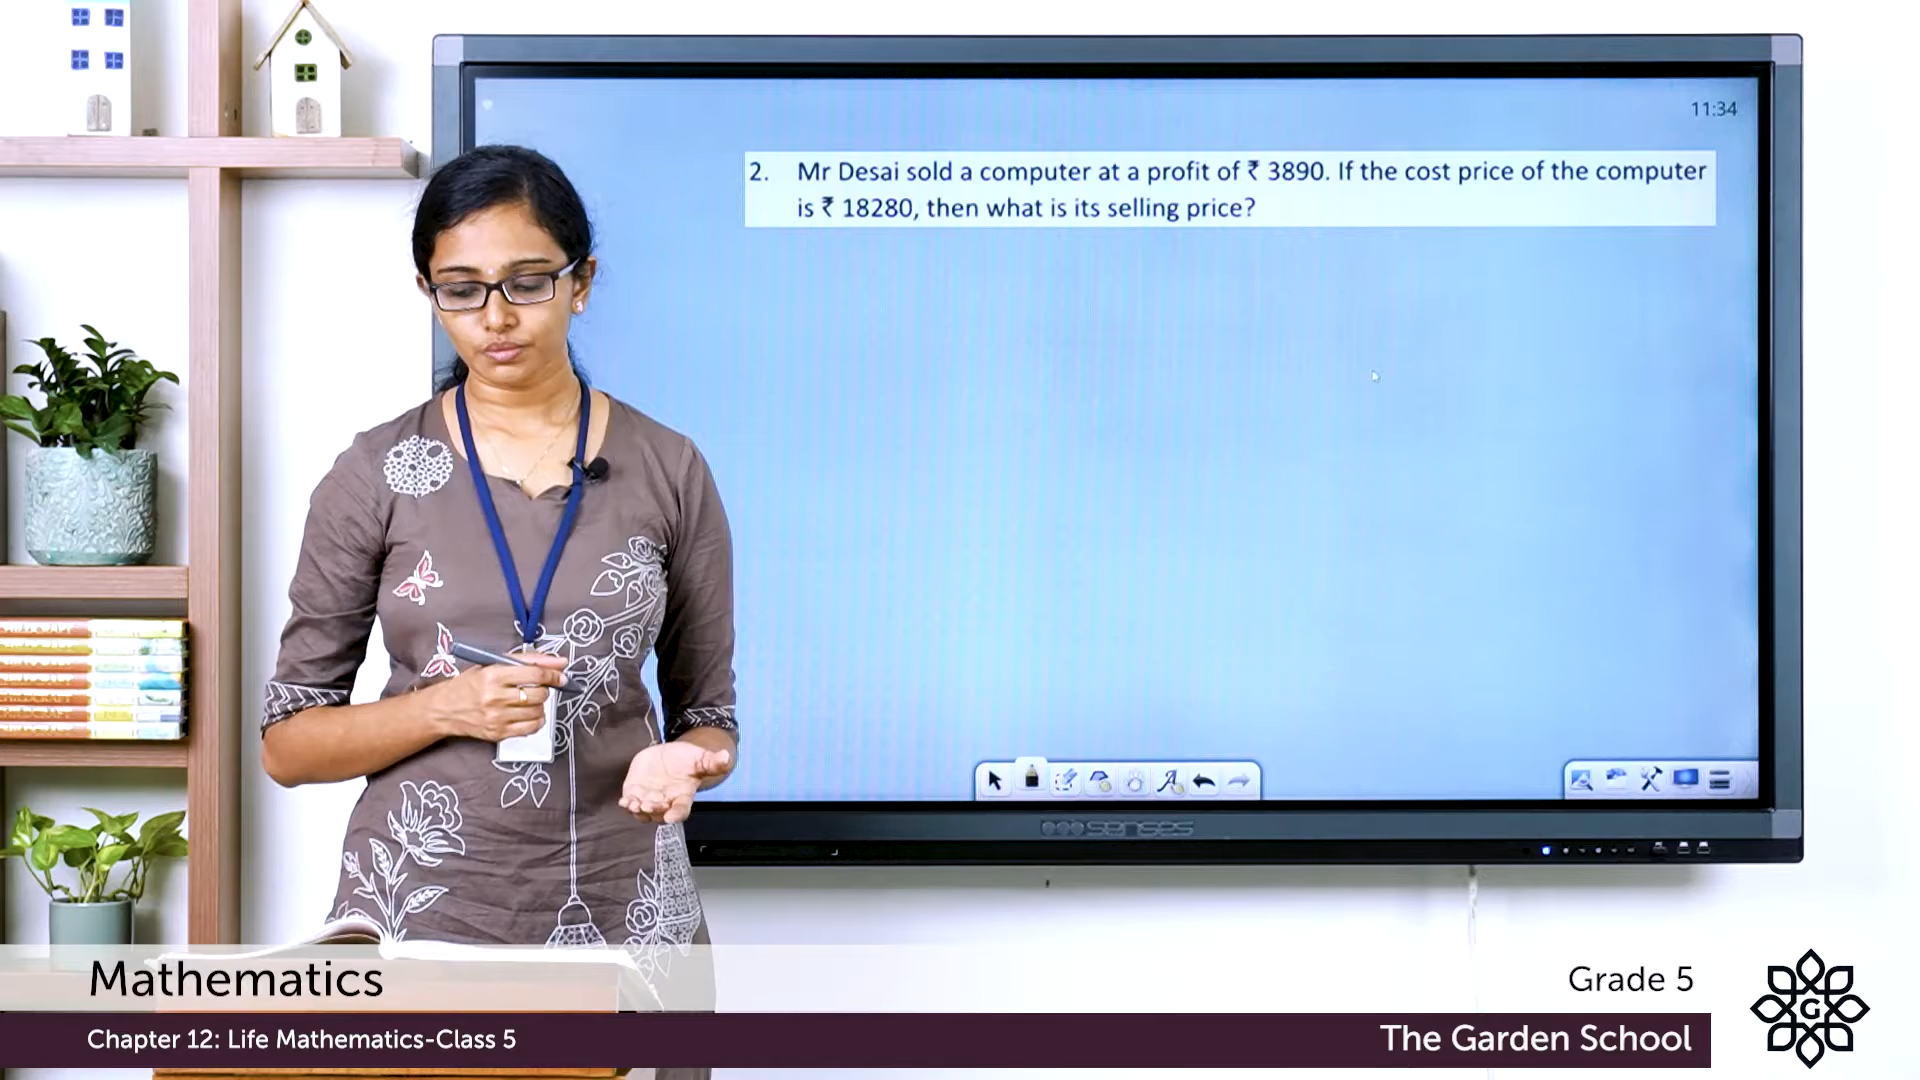 11:34
2. Mr Desai sold a computer at a profit of ₹ 3890. If the cost price of the computer
is ₹ 18280, then what is its selling price?
senses
Mathematics
Grade 5
G
Chapter 12: Life Mathematics-Class 5
The Garden School